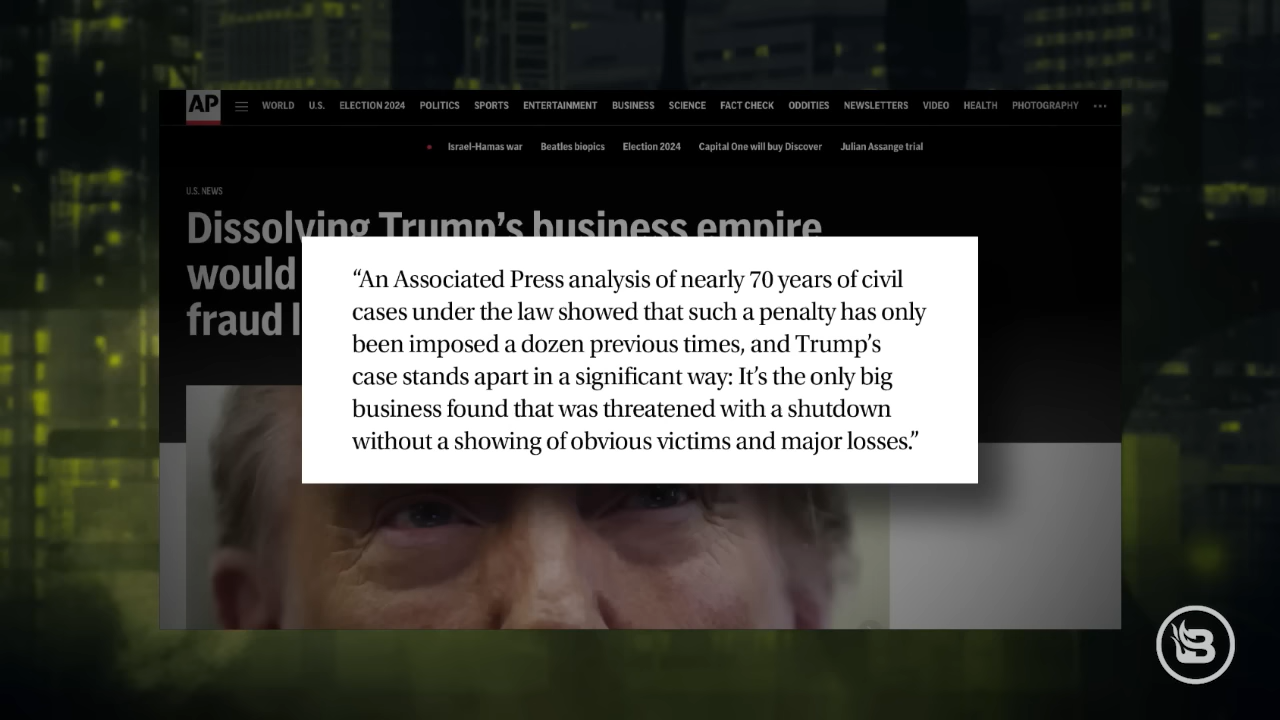 AP
WORLD U.S. ELECTION 2024 POLITICS SPORTS ENTERTAINMENT BUSINESS SCIENCE FACT CHECK ODDITIES NEWSLETTERS VIDEO HEALTH PHOTOGRAPHY ...
Israel-Hamas war Beatles biopics Election 2024 Capital One will buy Discover Julian Assange trial
U.S. NEWS
Dissolving Trump's business empire
would
fraud
“An Associated Press analysis of nearly 70 years of civil
cases under the law showed that such a penalty has only
been imposed a dozen previous times, and Trump’s
case stands apart in a significant way: It’s the only big
business found that was threatened with a shutdown
without a showing of obvious victims and major losses.”
B